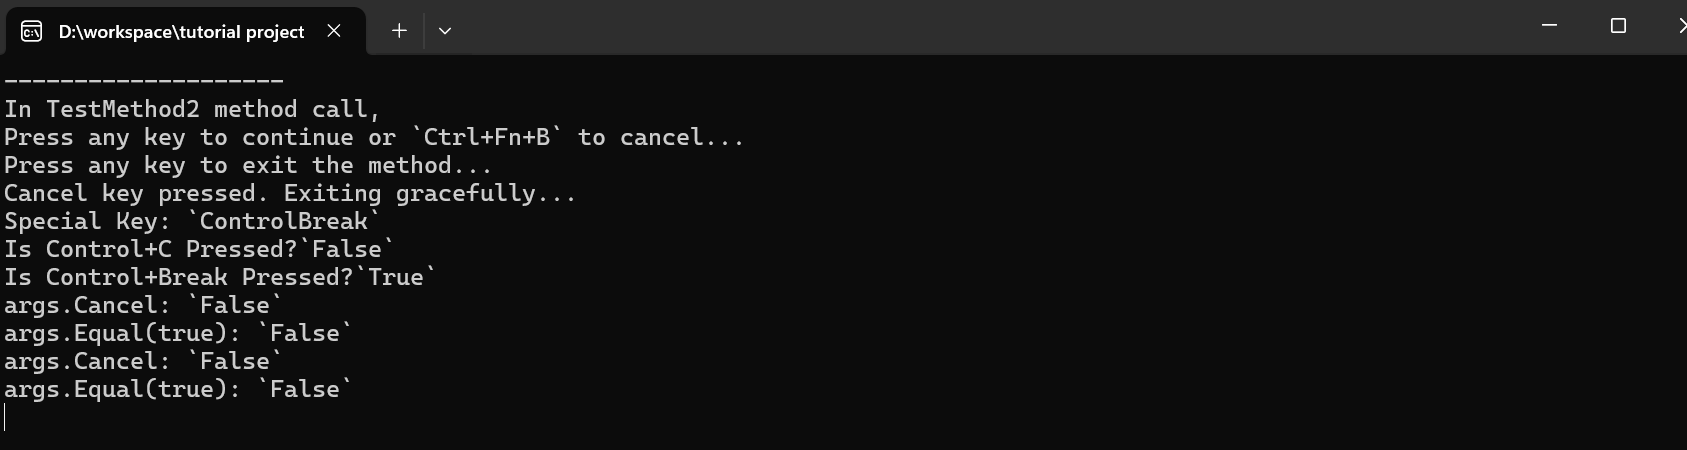 D:\workspace\tutorial project
--------------------
In TestMethod2 method call,
Press any key to continue or `Ctrl+Fn+B` to cancel...
Press any key to exit the method...
Cancel key pressed. Exiting gracefully...
Special Key: `ControlBreak`
Is Control+C Pressed?`False`
Is Control+Break Pressed?`True`
args.Cancel: `False`
args.Equal(true): `False`
args.Cancel: `False`
args.Equal(true): `False`